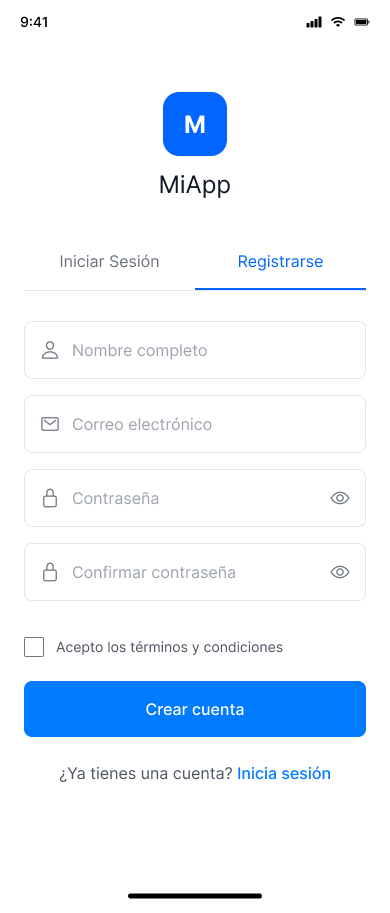 9:41
M
MiApp
Iniciar Sesión
Registrarse
Nombre completo
Correo electrónico
Contraseña
Confirmar contraseña
Acepto los términos y condiciones
Crear cuenta
¿Ya tienes una cuenta? Inicia sesión